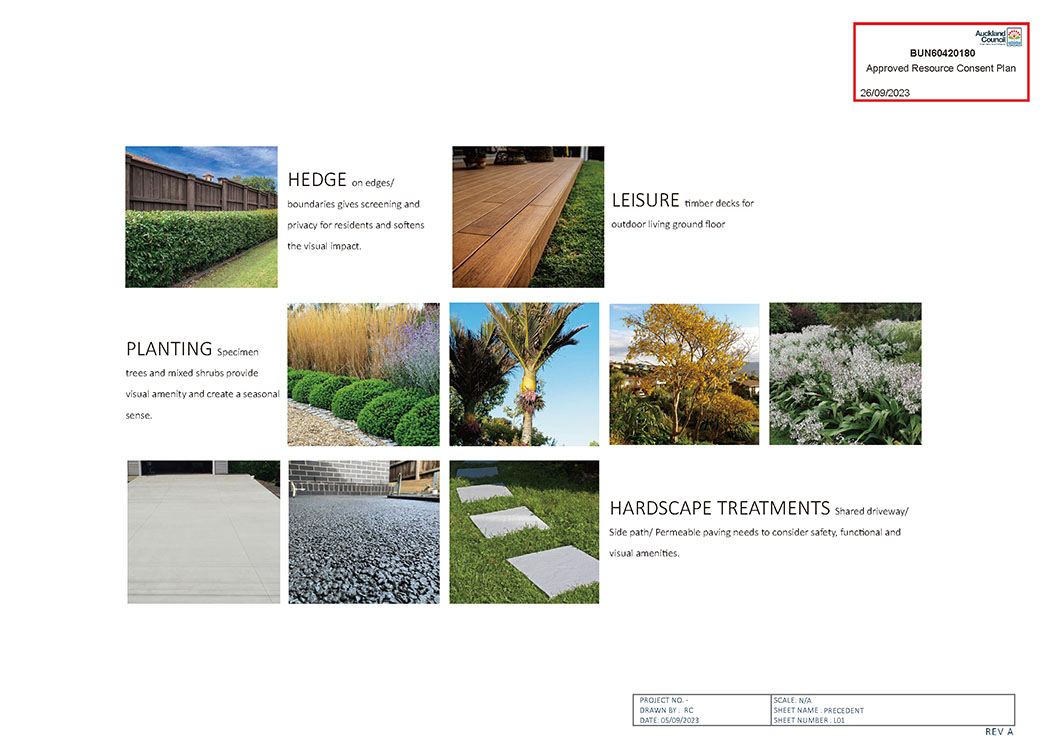 Auckland
Council
BUN60420180
Approved Resource Consent Plan
26/09/2023
HEDGE on edges/
boundaries gives screening and
privacy for residents and softens
the visual impact.
LEISURE timber decks for
outdoor living ground floor
PLANTING Specimen
trees and mixed shrubs provide
visual amenity and create a seasonal
sense.
HARDSCAPE TREATMENTS Shared driveway/
Side path/ Permeable paving needs to consider safety, functional and
visual amenities.
PROJECT NO. -
DRAWN BY : RC
DATE: 05/09/2023
SCALE: N/A
SHEET NAME : PRECEDENT
SHEET NUMBER : L01
REV A